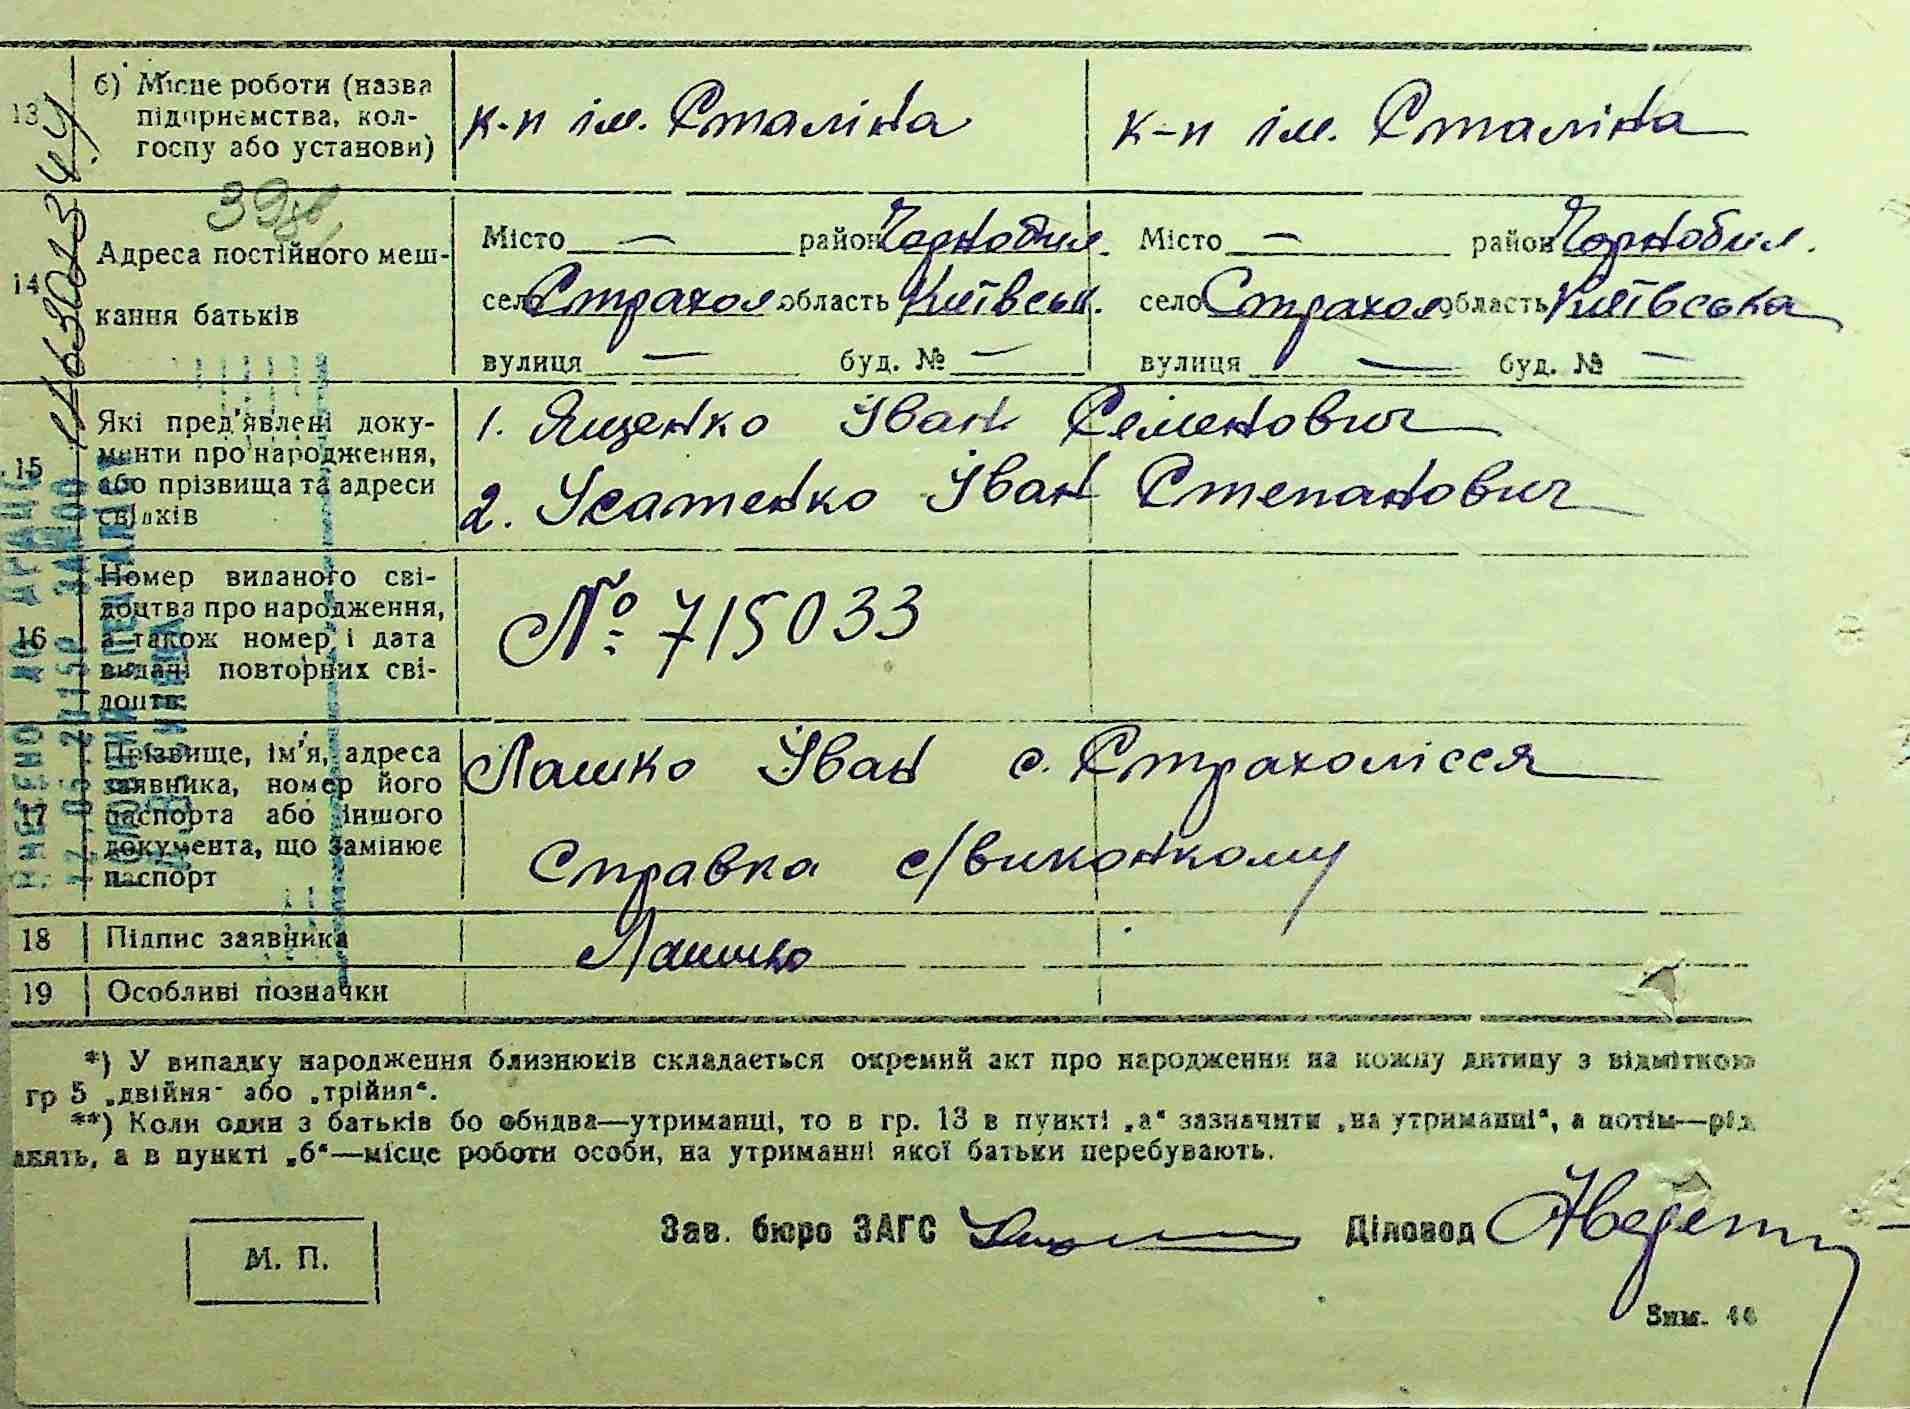 13 б) Місце роботи (назва підприємства, колгоспу або установи)
к-п ім. Сталіна
к-п ім. Сталіна
14 Адреса постійного мешкання батьків
Місто — район Чорнобил.
село Страхол. область Київськ.
вулиця — буд. № —
Місто — район Чорнобил.
село Страхол. область Київська
вулиця — буд. № —
15 Які пред'явлені документи про народження, або прізвища та адреси свідків
1. Ященко Іван Семенович
2. Усатенко Іван Степанович
16 Номер виданого свідоцтва про народження, а також номер і дата видачі повторних свідоцтв
№ 715033
17 Прізвище, ім'я, адреса заявника, номер його паспорта або іншого документа, що замінює паспорт
Лашко Іван с. Страхолісся
Справка с/виконкому
18 Підпис заявника
Лашко
19 Особливі позначки
*) У випадку народження близнюків складається окремий акт про народження на кожну дитину з відміткою
гр 5 „двійня" або „трійня“.
**) Коли один з батьків бо обидва—утриманці, то в гр. 13 в пункті „а“ зазначити „на утриманні“, а потім—рід
анять, а в пункті „б“—місце роботи особи, на утриманні якої батьки перебувають.
Зав. бюро ЗАГС
Діловод
М. П.
Зим.